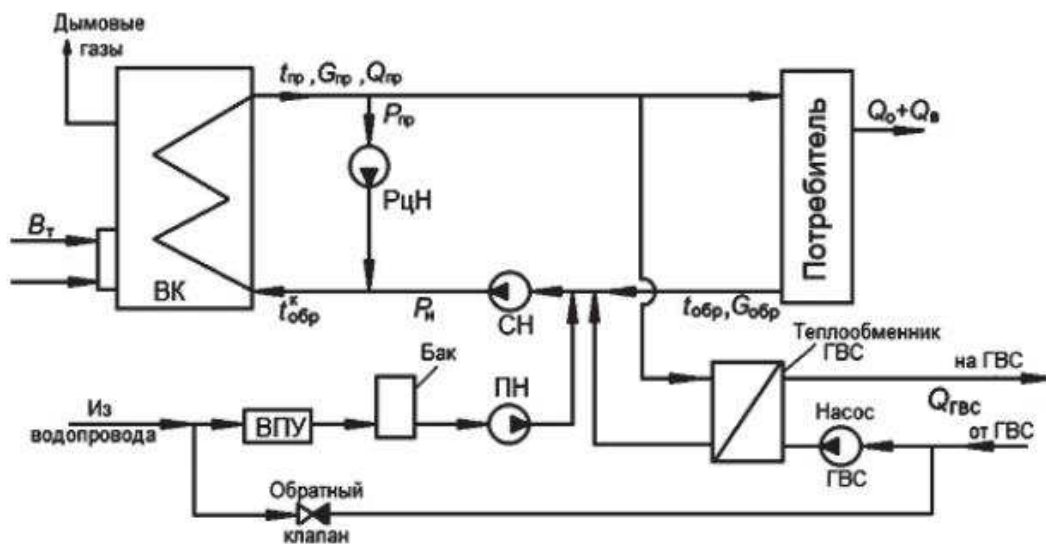 Дымовые
газы
tпр , Gпр , Qпр
Pпр
РцН
Qо+Qв
Потребитель
Bт
ВК
tкобр
Pн
СН
tобр, Gобр
Теплообменник
ГВС
на ГВС
QГВС
Бак
ПН
Из
водопровода
ВПУ
Насос
ГВС
от ГВС
Обратный
клапан